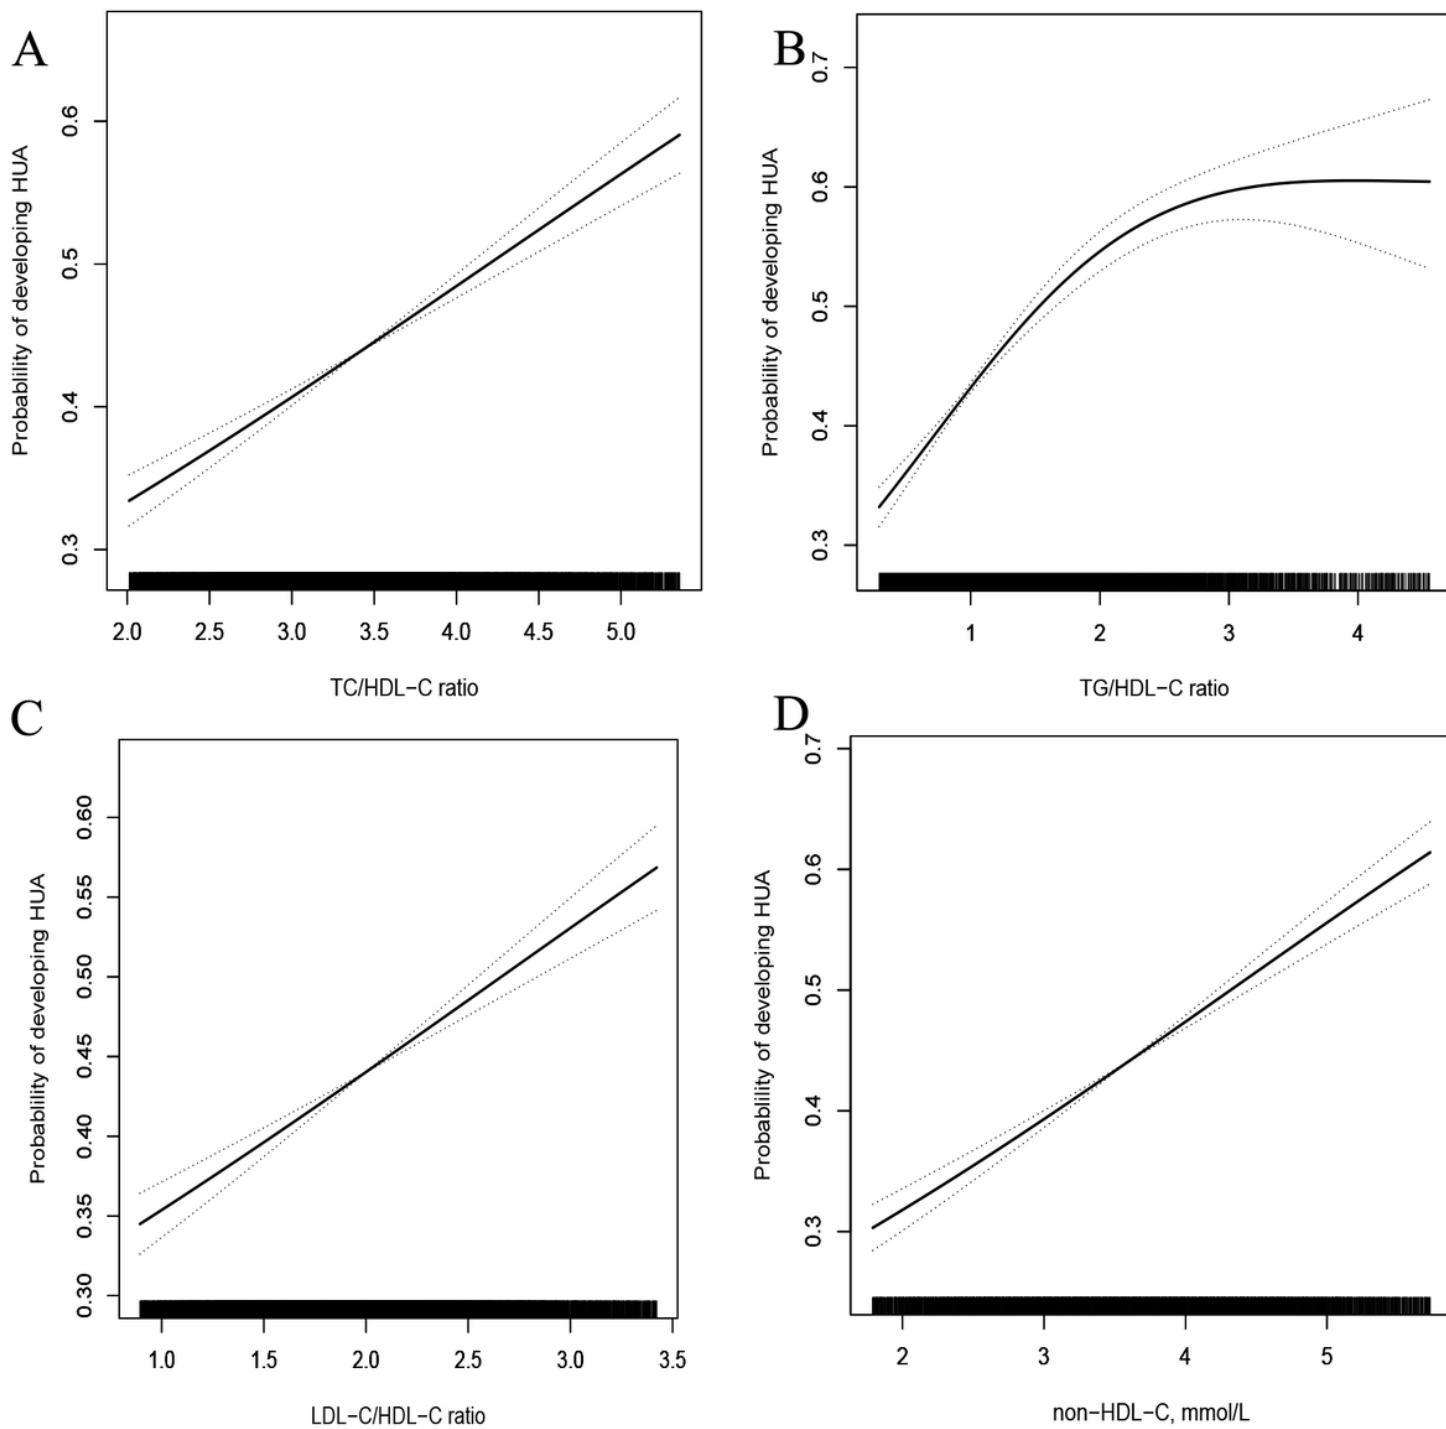 A
Probablility of developing HUA
0.6
0.5
0.4
0.3
2.0 2.5 3.0 3.5 4.0 4.5 5.0
TC/HDL−C ratio
B
Probablility of developing HUA
0.7
0.6
0.5
0.4
0.3
1 2 3 4
TG/HDL−C ratio
C
Probablility of developing HUA
0.60
0.55
0.50
0.45
0.40
0.35
0.30
1.0 1.5 2.0 2.5 3.0 3.5
LDL−C/HDL−C ratio
D
Probablility of developing HUA
0.7
0.6
0.5
0.4
0.3
2 3 4 5
non−HDL−C, mmol/L